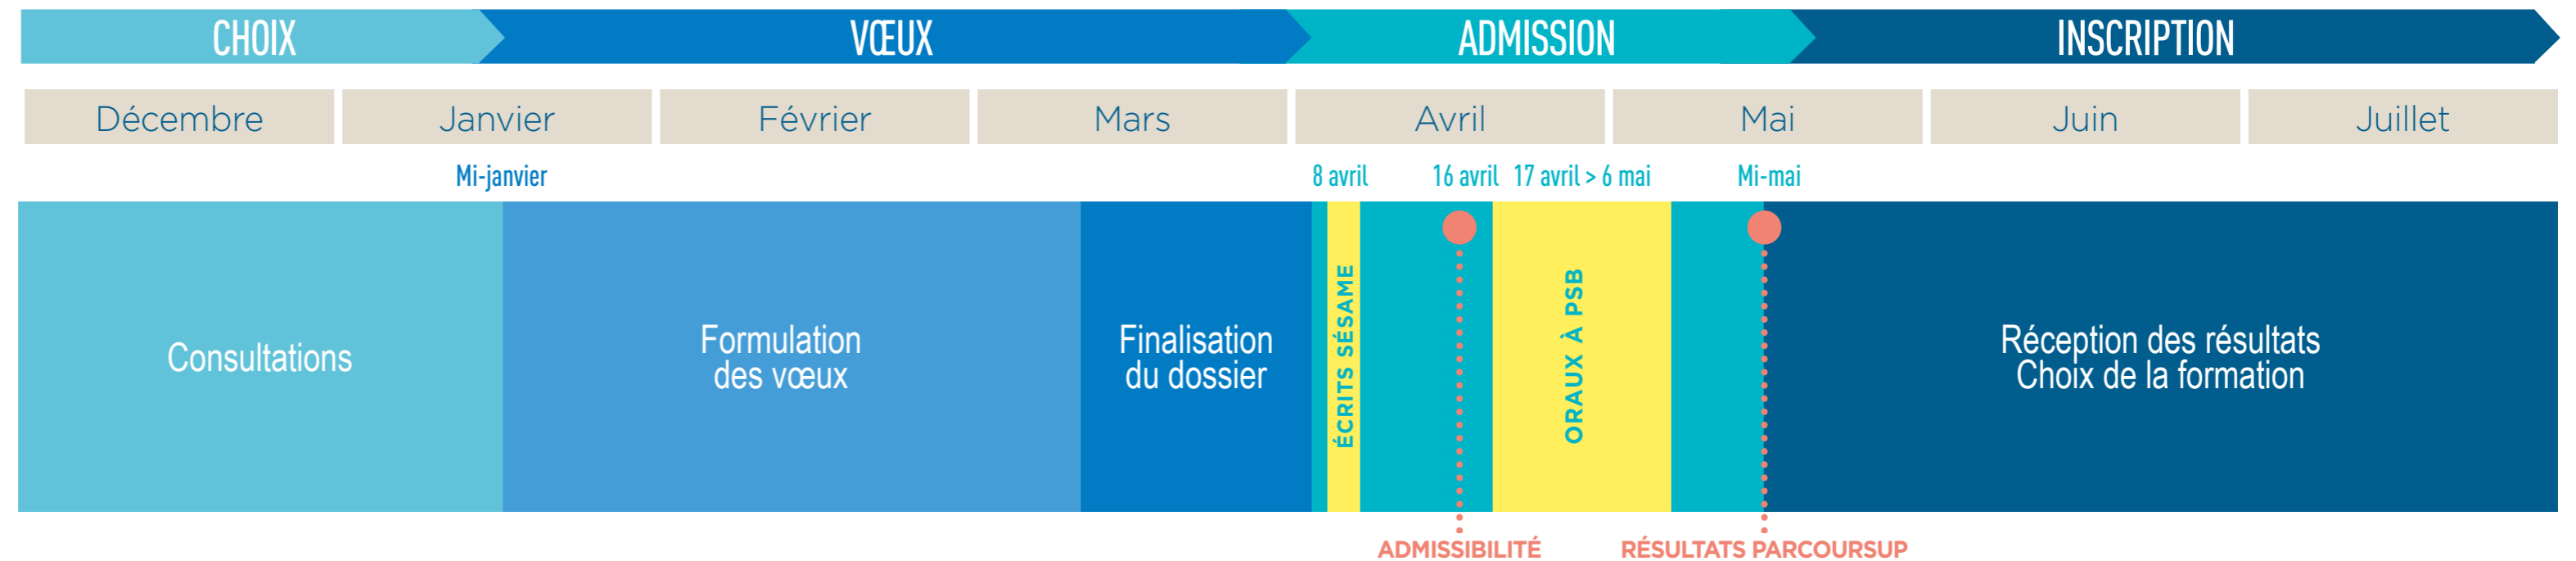 CHOIX
VŒUX
ADMISSION
INSCRIPTION
Décembre
Janvier
Février
Mars
Avril
Mai
Juin
Juillet
Mi-janvier
8 avril
16 avril
17 avril > 6 mai
Mi-mai
Consultations
Formulation
des vœux
Finalisation
du dossier
ÉCRITS SÉSAME
ORAUX À PSB
Réception des résultats
Choix de la formation
ADMISSIBILITÉ
RÉSULTATS PARCOURSUP